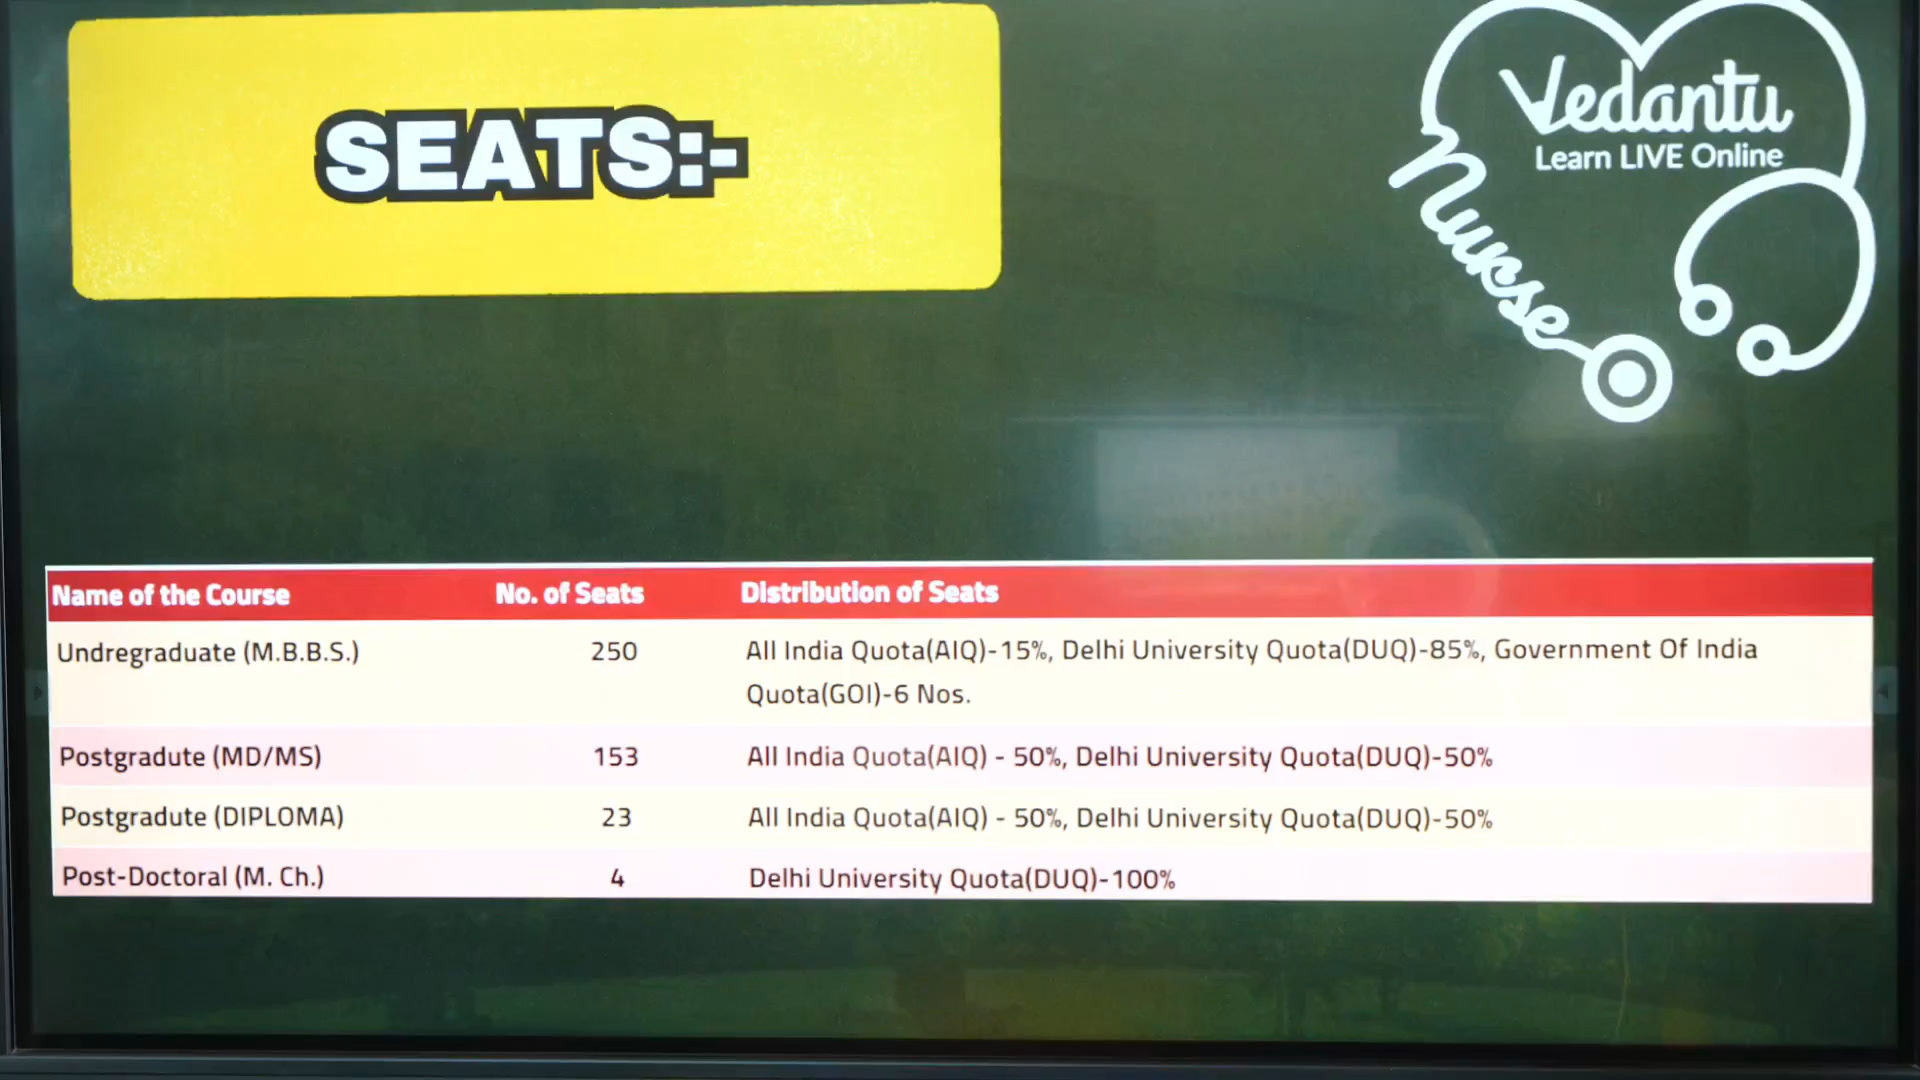 SEATS:-
Vedantu
Learn LIVE Online
Nurse
Name of the Course No. of Seats Distribution of Seats
Undregraduate (M.B.B.S.) 250 All India Quota(AIQ)-15%, Delhi University Quota(DUQ)-85%, Government Of India
Quota(GOI)-6 Nos.
Postgradute (MD/MS) 153 All India Quota(AIQ) - 50%, Delhi University Quota(DUQ)-50%
Postgradute (DIPLOMA) 23 All India Quota(AIQ) - 50%, Delhi University Quota(DUQ)-50%
Post-Doctoral (M. Ch.) 4 Delhi University Quota(DUQ)-100%